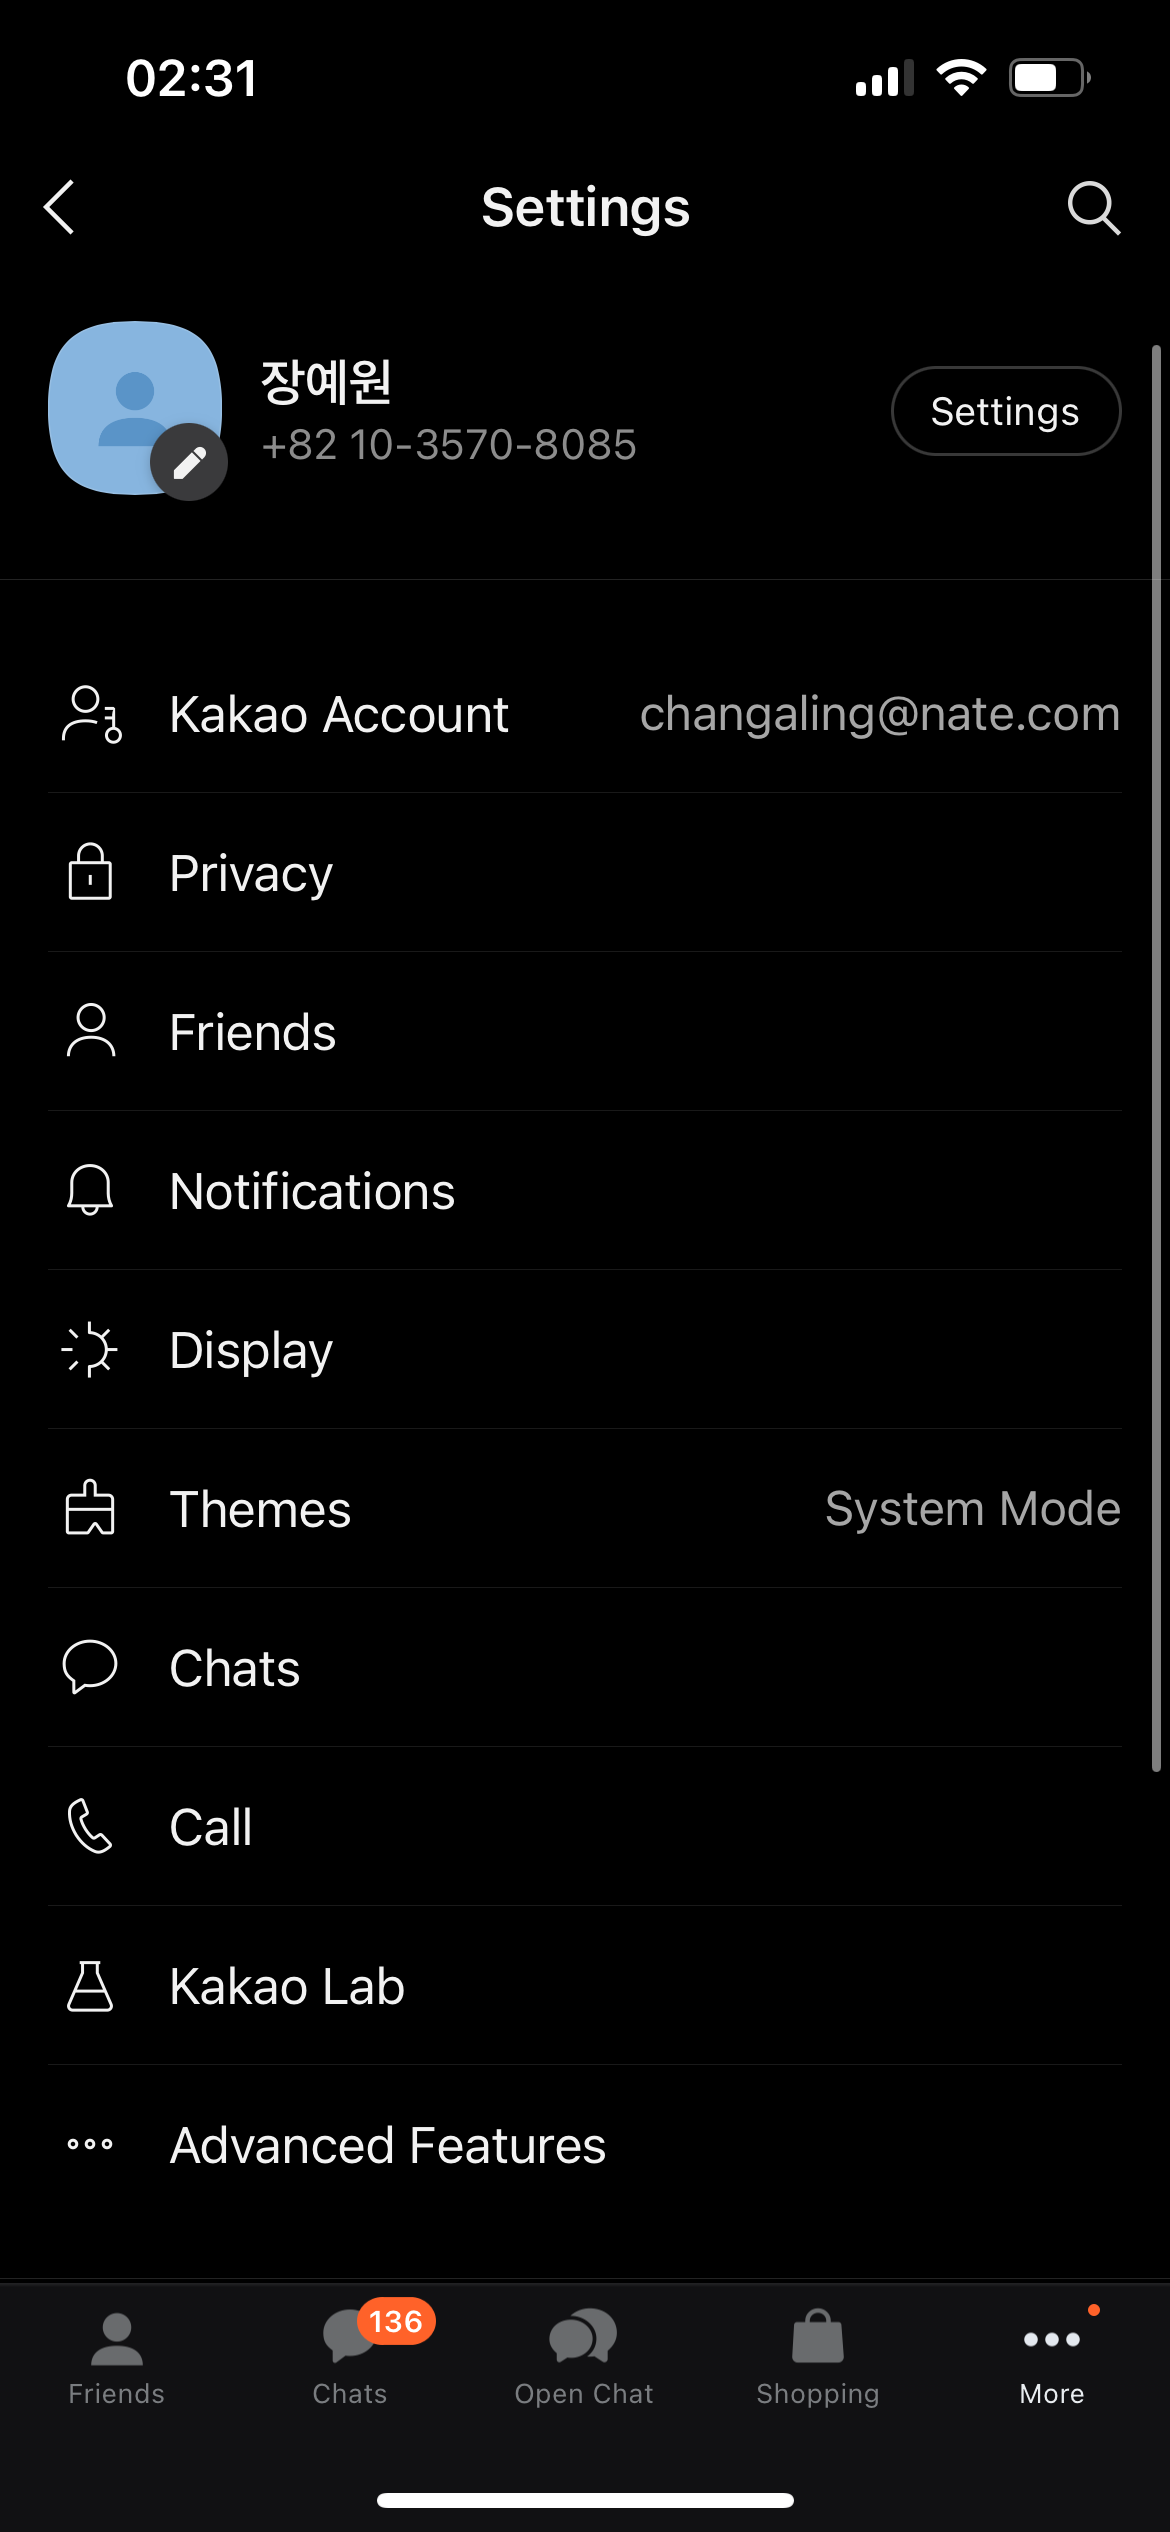 02:31
Settings
장예원
+82 10-3570-8085
Settings
Kakao Account
changaling@nate.com
Privacy
Friends
Notifications
Display
Themes
System Mode
Chats
Call
Kakao Lab
Advanced Features
136
Friends
Chats
Open Chat
Shopping
More